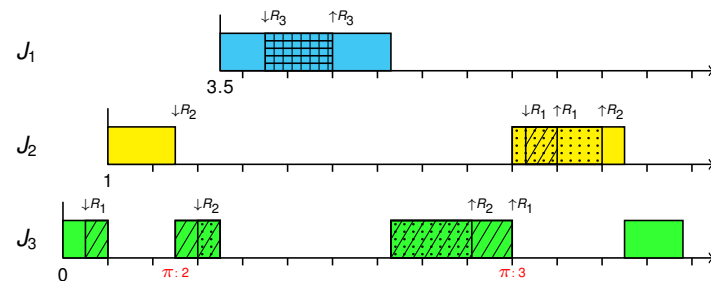 ↓R3 ↑R3
J1
3.5
↓R2 ↓R1 ↑R1 ↑R2
J2
1
↓R1 ↓R2 ↑R2 ↑R1
J3
0 π: 2 π: 3